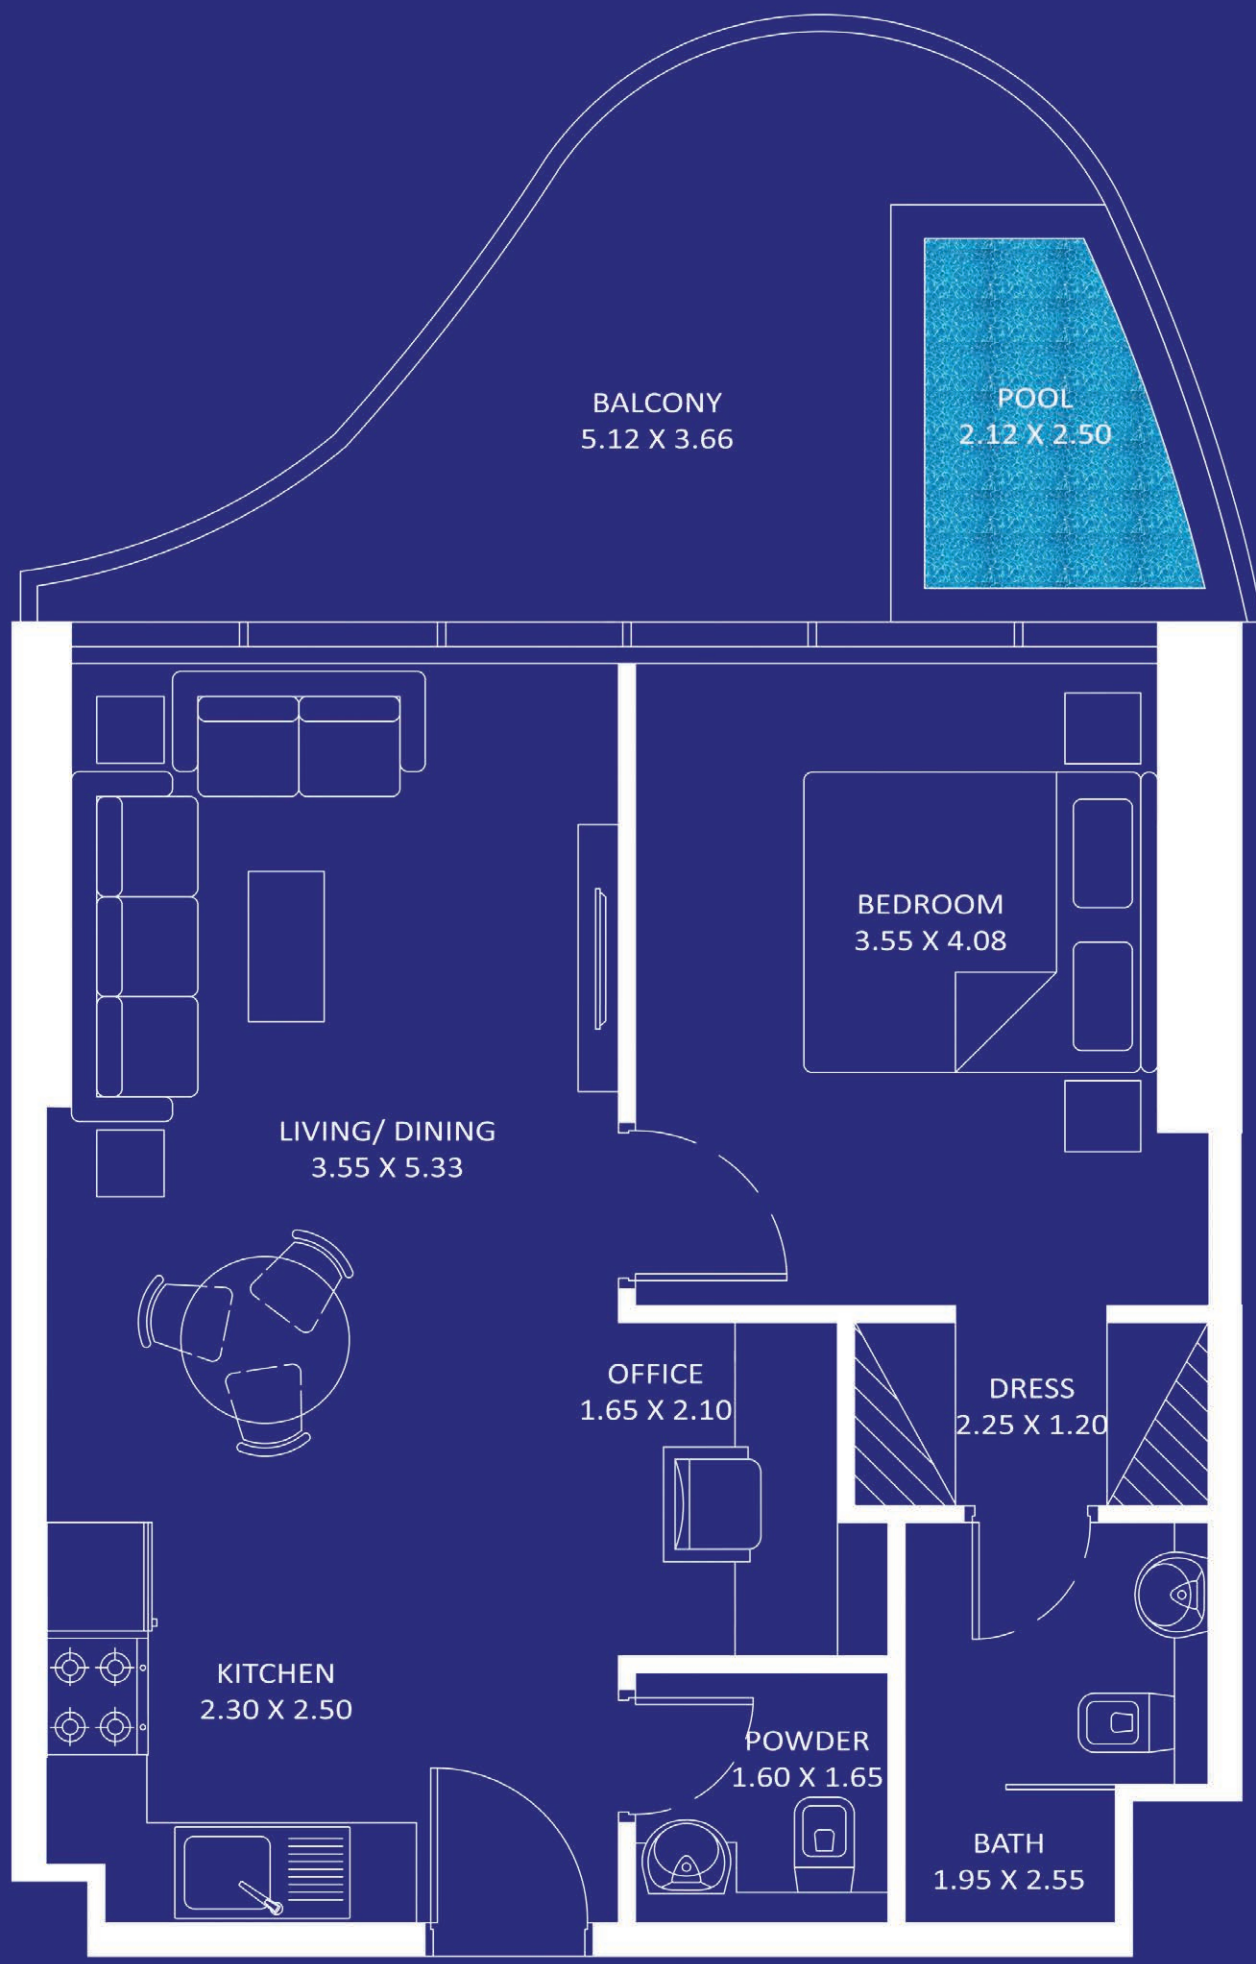 BALCONY
5.12 X 3.66
POOL
2.12 X 2.50
BEDROOM
3.55 X 4.08
LIVING/ DINING
3.55 X 5.33
OFFICE
1.65 X 2.10
DRESS
2.25 X 1.20
KITCHEN
2.30 X 2.50
POWDER
1.60 X 1.65
BATH
1.95 X 2.55